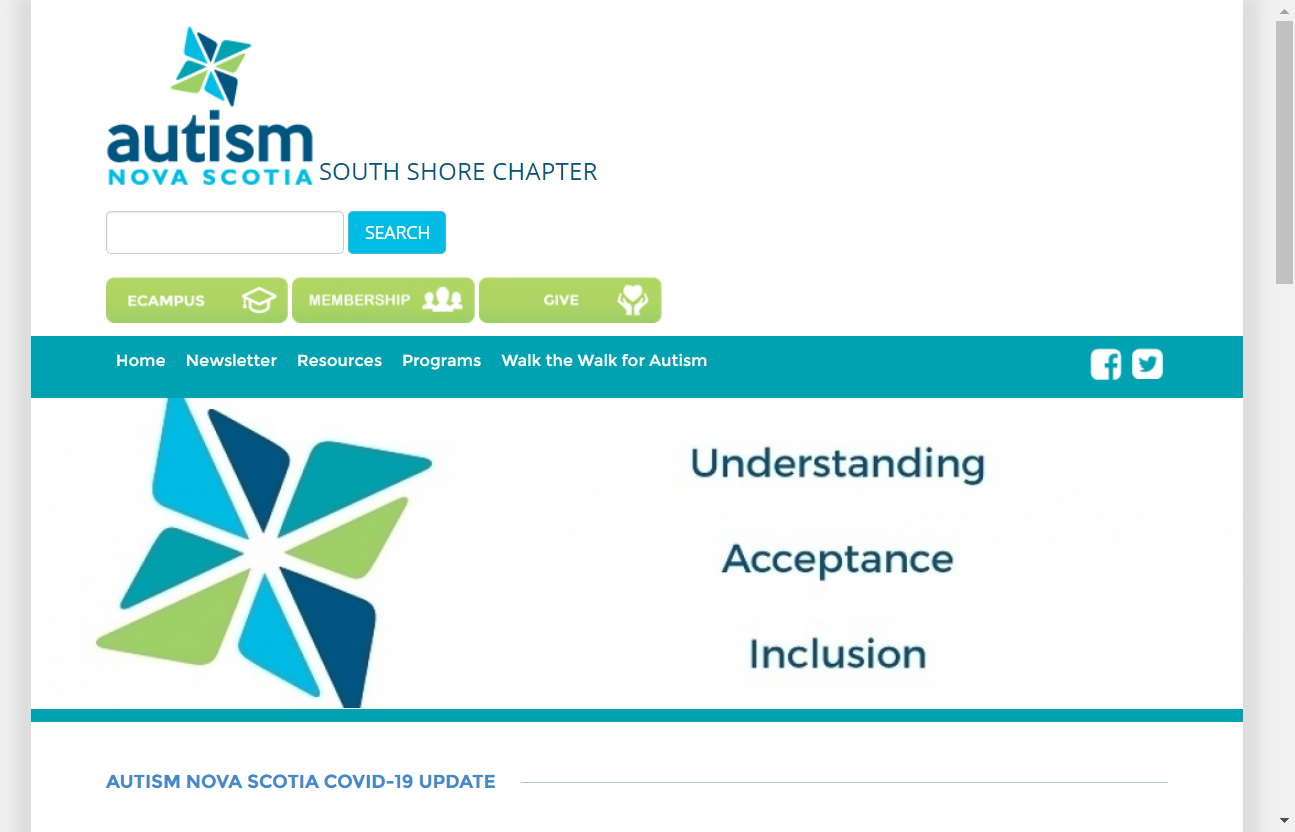 autism
NOVA SCOTIA
SOUTH SHORE CHAPTER
SEARCH
ECAMPUS
MEMBERSHIP
GIVE
Home
Newsletter
Resources
Programs
Walk the Walk for Autism
Understanding
Acceptance
Inclusion
AUTISM NOVA SCOTIA COVID-19 UPDATE